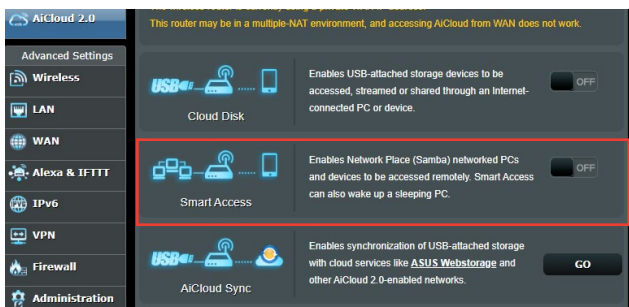 AiCloud 2.0
This router may be in a multiple-NAT environment, and accessing AiCloud from WAN does not work.
Advanced Settings
Wireless
LAN
WAN
Alexa & IFTTT
IPv6
VPN
Firewall
Administration
USB
Cloud Disk
Enables USB-attached storage devices to be
accessed, streamed or shared through an Internet-
connected PC or device.
OFF
Smart Access
Enables Network Place (Samba) networked PCs
and devices to be accessed remotely. Smart Access
can also wake up a sleeping PC.
OFF
USB
AiCloud Sync
Enables synchronization of USB-attached storage
with cloud services like ASUS Webstorage and
other AiCloud 2.0-enabled networks.
GO